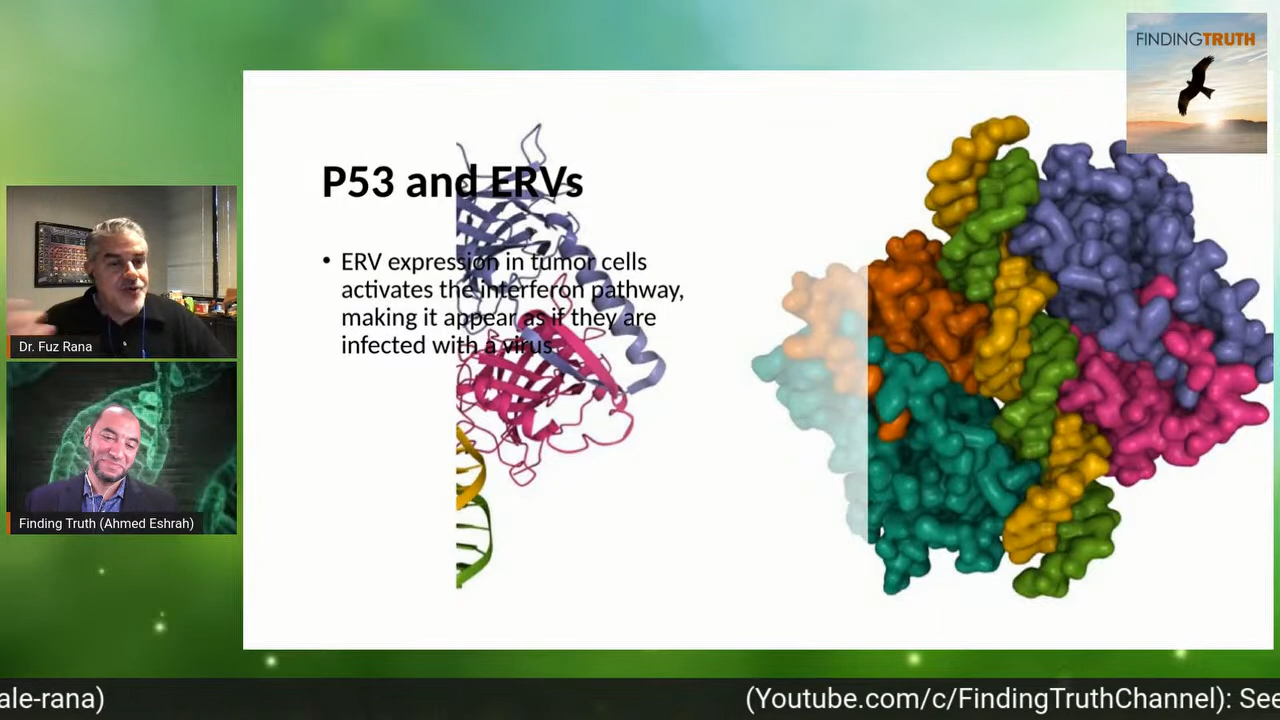 FINDINGTRUTH
P53 and ERVs
• ERV expression in tumor cells
activates the interferon pathway,
making it appear as if they are
infected with a virus
Dr. Fuz Rana
Finding Truth (Ahmed Eshrah)
ale-rana)
(Youtube.com/c/FindingTruthChannel): See